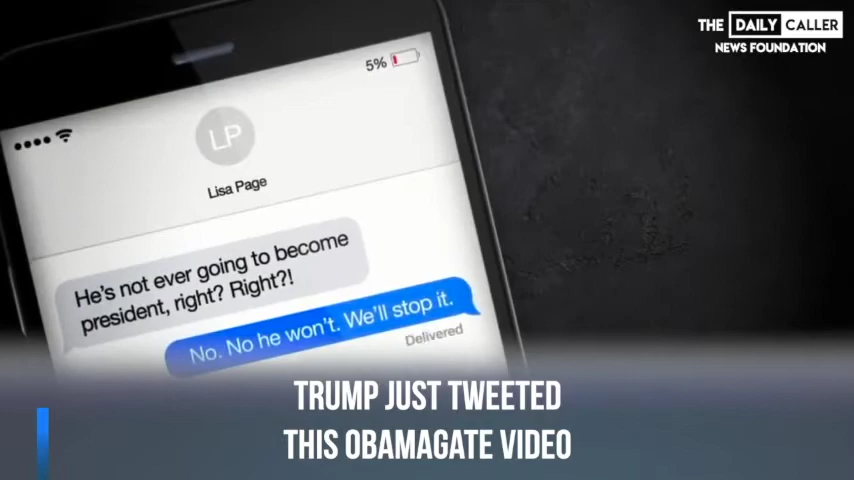 THE DAILY CALLER
NEWS FOUNDATION
5%
LP
Lisa Page
He's not ever going to become
president, right? Right?!
No. No he won't. We'll stop it.
Delivered
TRUMP JUST TWEETED
THIS OBAMAGATE VIDEO